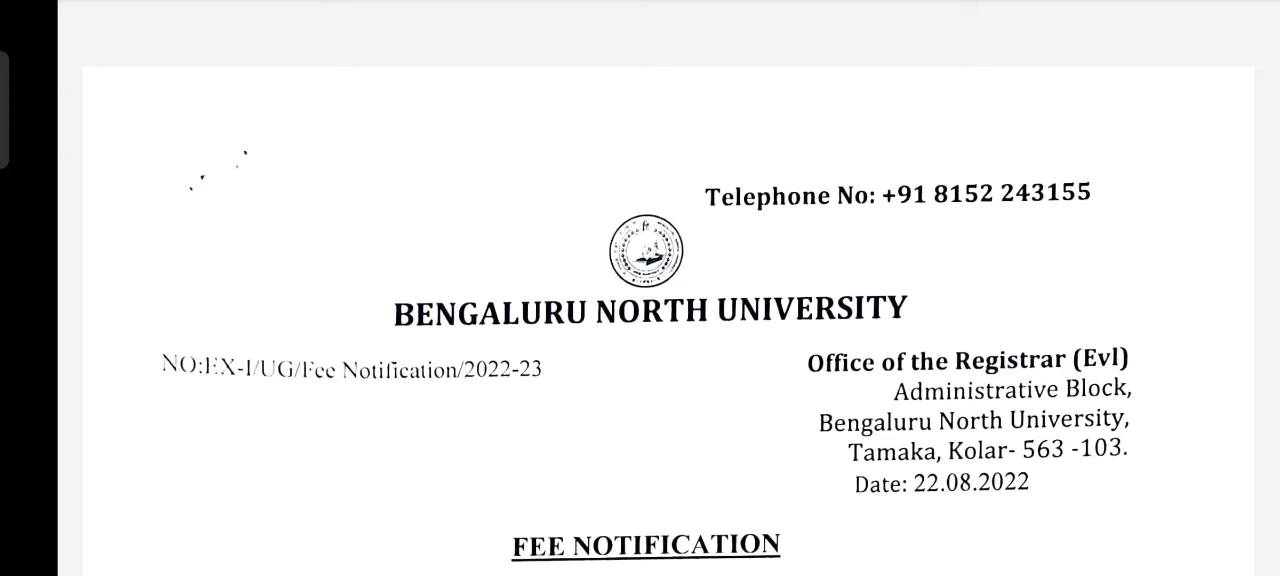 Telephone No: +91 8152 243155
BENGALURU NORTH UNIVERSITY
NO:EX-I/UG/Fee Notification/2022-23
Office of the Registrar (Evl)
Administrative Block,
Bengaluru North University,
Tamaka, Kolar- 563 -103.
Date: 22.08.2022
FEE NOTIFICATION